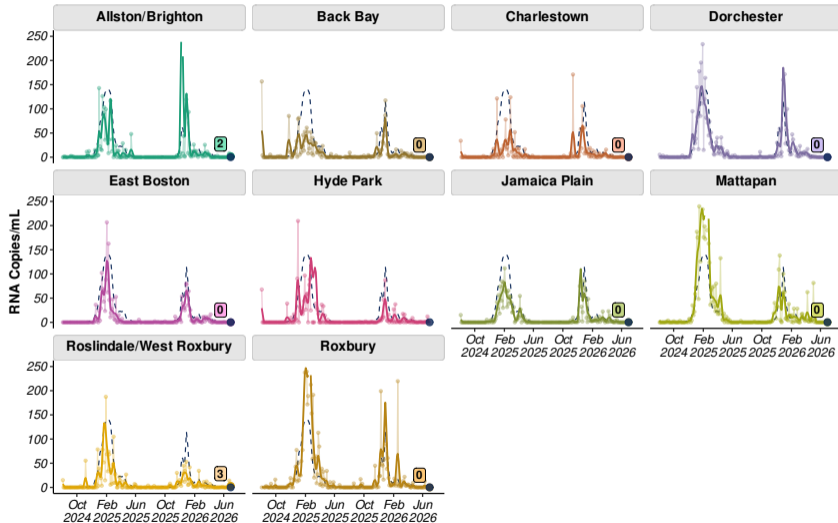 Allston/Brighton Back Bay Charlestown Dorchester
250
200
150
100
50
0
2 0 0 0
East Boston Hyde Park Jamaica Plain Mattapan
RNA Copies/mL
250
200
150
100
50
0
0 0 0 0
Oct 2024 Feb 2025 Jun 2025 Oct 2025 Feb 2026 Jun 2026
Oct 2024 Feb 2025 Jun 2025 Oct 2025 Feb 2026 Jun 2026
Roslindale/West Roxbury Roxbury
250
200
150
100
50
0
3 0
Oct 2024 Feb 2025 Jun 2025 Oct 2025 Feb 2026 Jun 2026
Oct 2024 Feb 2025 Jun 2025 Oct 2025 Feb 2026 Jun 2026